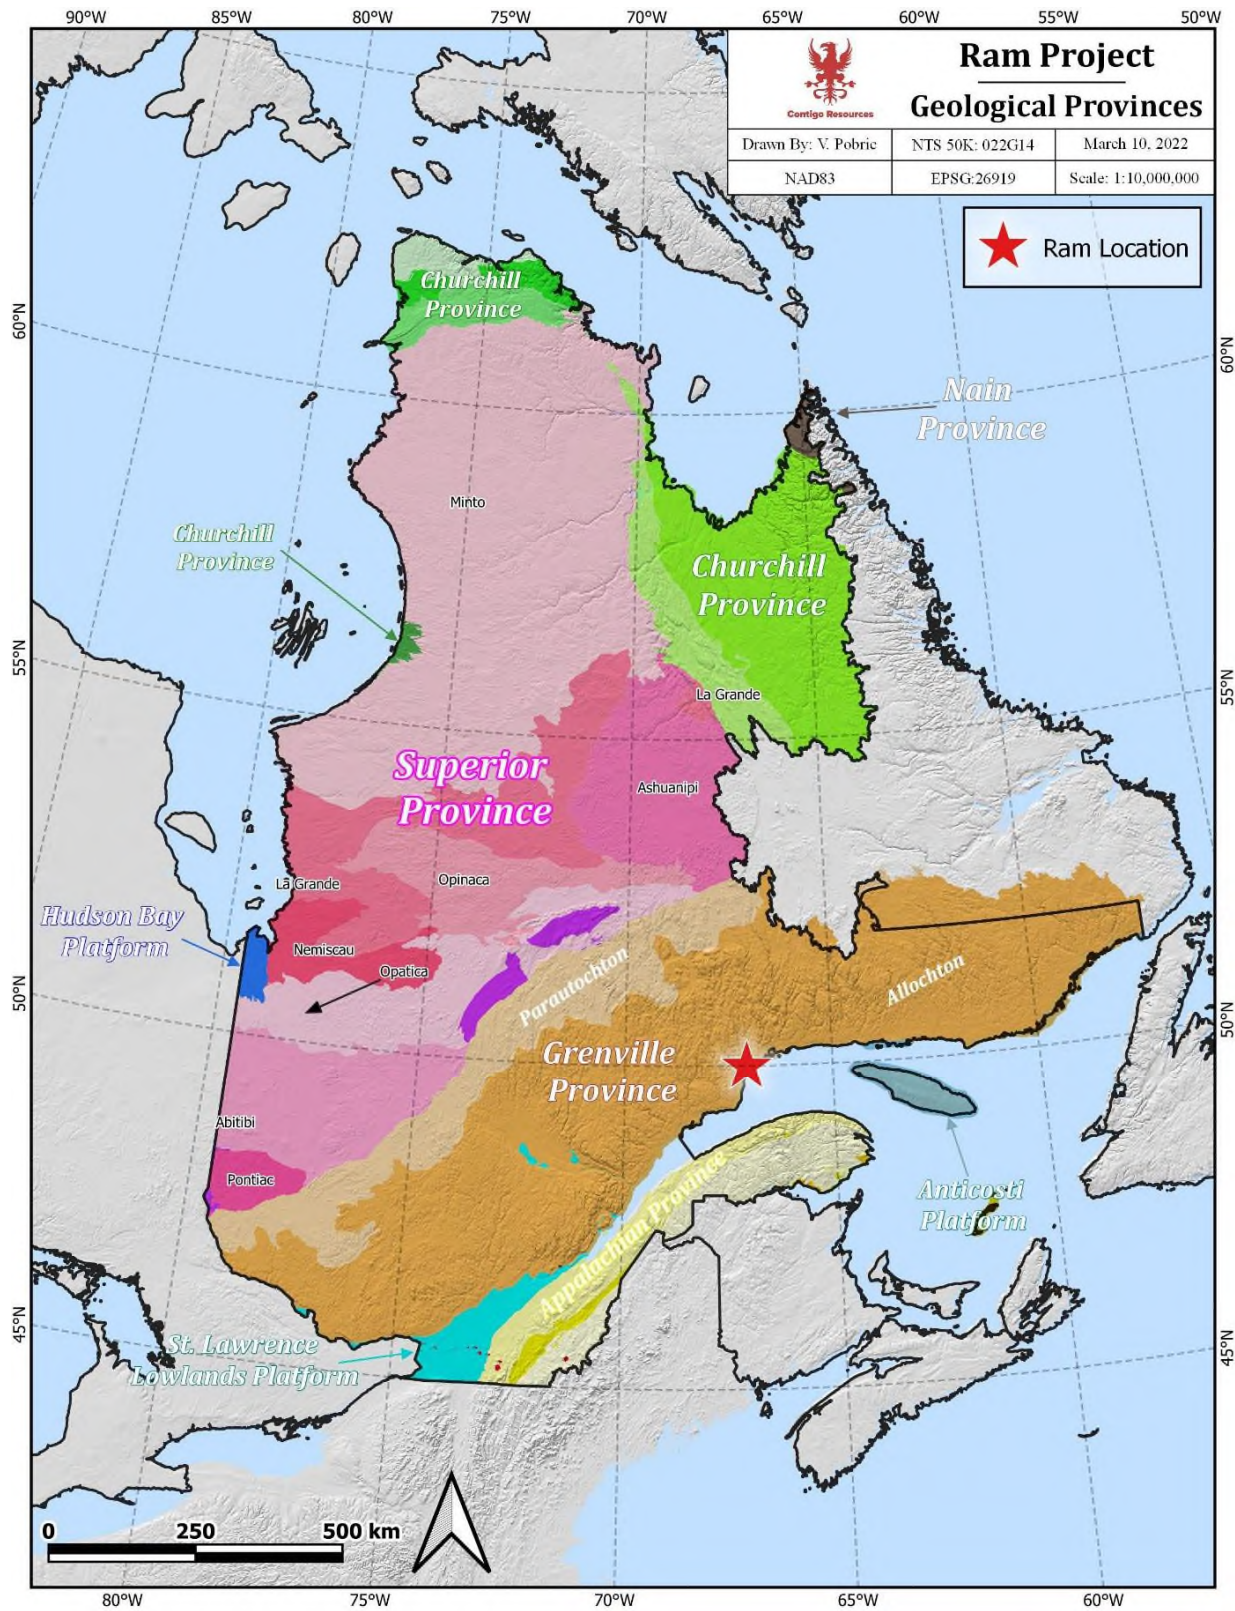 90°W 85°W 80°W 75°W 70°W 65°W 60°W 55°W 50°W
Ram Project
Geological Provinces
Contigo Resources
Drawn By: V. Pobric NTS 50K: 022G14 March 10, 2022
NAD83 EPSG:26919 Scale: 1:10,000,000
Ram Location
Churchill
Province
60°N
60°N
Nain
Province
Minto
Churchill
Province
Churchill
Province
55°N
55°N
La Grande
Superior
Province
Ashuanipi
La Grande
Opinaca
Hudson Bay
Platform
Nemiscau
Opatica
Parautochton
Allochton
50°N
50°N
Grenville
Province
Abitibi
Pontiac
Anticosti
Platform
Appalachian Province
45°N
45°N
St. Lawrence
Lowlands Platform
0 250 500 km
80°W 75°W 70°W 65°W 60°W